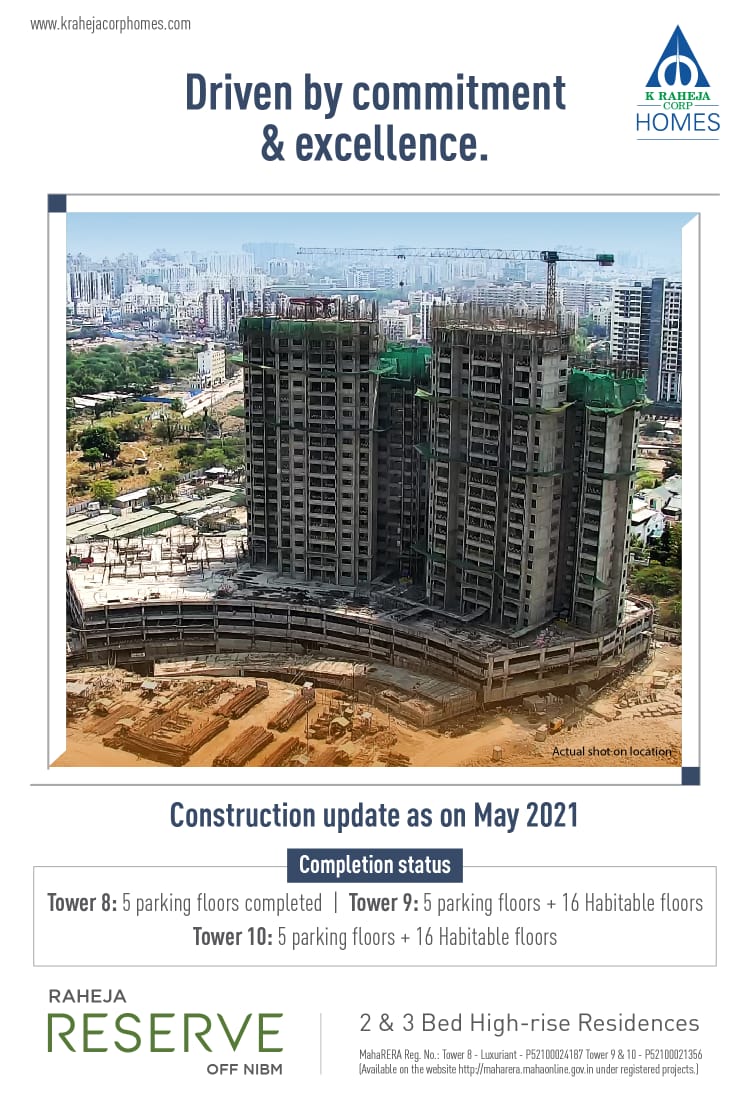 www.krahejacorphomes.com
Driven by commitment
& excellence.
K RAHEJA
CORP
HOMES
Actual shot on location
Construction update as on May 2021
Completion status
Tower 8: 5 parking floors completed | Tower 9: 5 parking floors + 16 Habitable floors
Tower 10: 5 parking floors + 16 Habitable floors
RAHEJA
RESERVE
OFF NIBM
2 & 3 Bed High-rise Residences
MahaRERA Reg. No.: Tower 8 - Luxuriant - P52100024187 Tower 9 & 10 - P52100021356
(Available on the website http://maharera.mahaonline.gov.in under registered projects.)